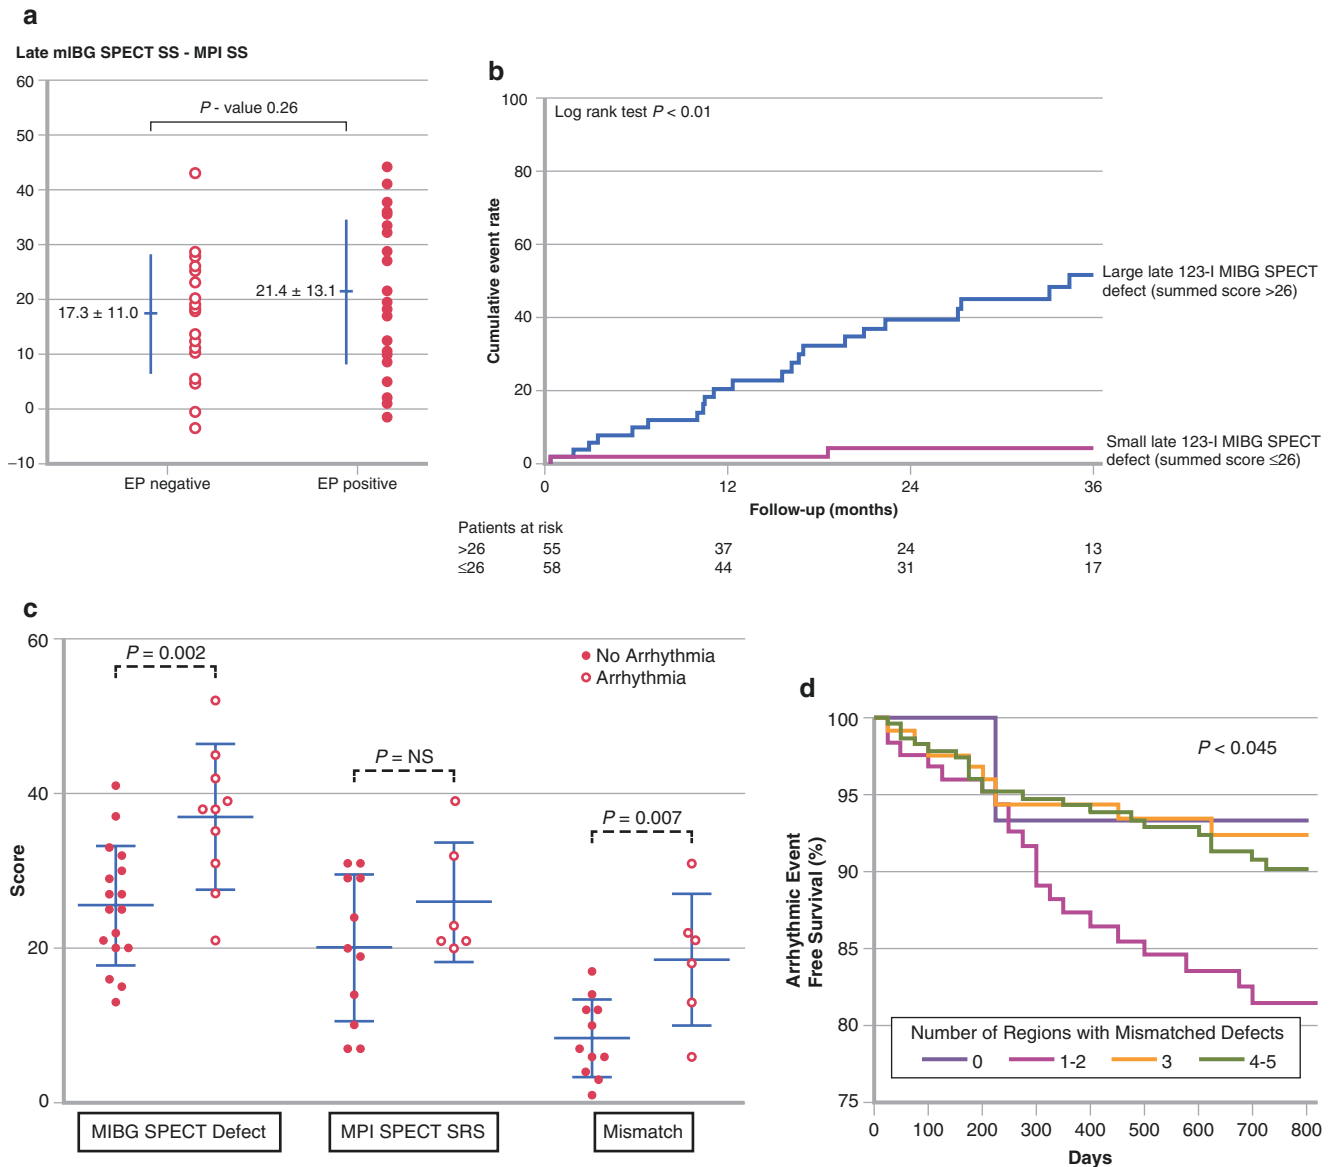 a
Late mIBG SPECT SS - MPI SS
60
50
40
30
20
10
0
–10
P - value 0.26
17.3 ± 11.0
21.4 ± 13.1
EP negative
EP positive
b
Cumulative event rate
100
80
60
40
20
0
Log rank test P < 0.01
Large late 123-I MIBG SPECT
defect (summed score >26)
Small late 123-I MIBG SPECT
defect (summed score ≤26)
0 12 24 36
Follow-up (months)
Patients at risk
>26 55 37 24 13
≤26 58 44 31 17
c
Score
60
40
20
0
P = 0.002
P = NS
P = 0.007
No Arrhythmia
Arrhythmia
MIBG SPECT Defect
MPI SPECT SRS
Mismatch
d
Arrhythmic Event
Free Survival (%)
100
95
90
85
80
75
P < 0.045
Number of Regions with Mismatched Defects
0 1-2 3 4-5
0 100 200 300 400 500 600 700 800
Days